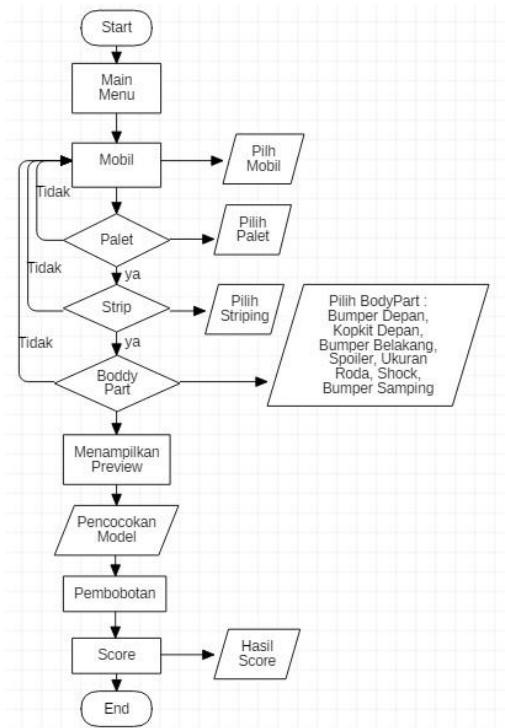 Start
Main
Menu
Mobil
Pilh
Mobil
Tidak
Palet
Pilih
Palet
ya
Tidak
Strip
Pilih
Striping
ya
Tidak
Boddy
Part
Pilih BodyPart :
Bumper Depan,
Kopkit Depan,
Bumper Belakang,
Spoiler, Ukuran
Roda, Shock,
Bumper Samping
Menampilkan
Preview
Pencocokan
Model
Pembobotan
Score
Hasil
Score
End